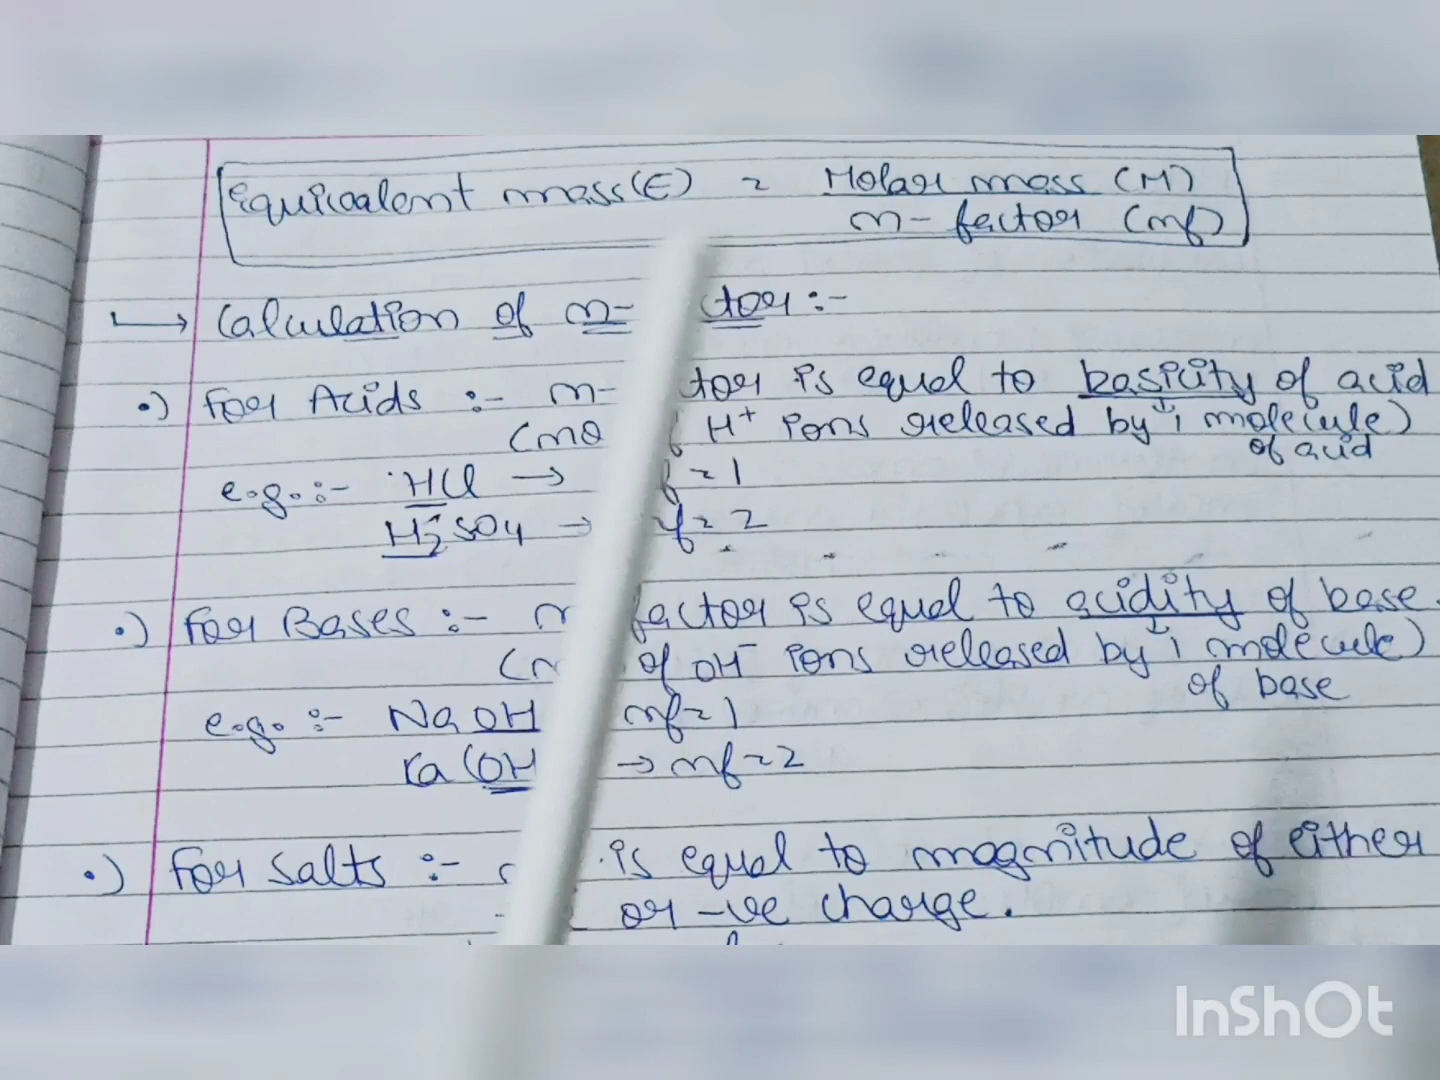 Equivalent mass(E) = Molar mass (M)
n-factor (nf)
→ Calculation of n- ctor :-
•) For Acids :- n- tor is equal to basicity of acid
(no f H+ ions released by 1 molecule)
of acid
e.g. :- HCl → f = 1
H2SO4 → nf = 2
•) For Bases :- n factor is equal to acidity of base.
(n of OH- ions released by 1 molecule)
of base
e.g. :- NaOH nf = 1
Ca(OH → nf = 2
•) For salts :- is equal to magnitude of either
or -ve charge.
InShOt